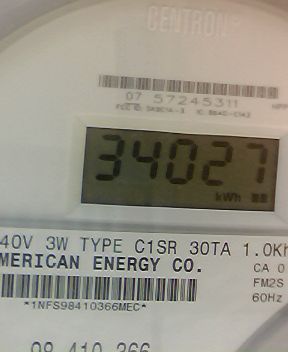 CENTRON®
07 57245311
34027
kWh
40V 3W TYPE C1SR 30TA 1.0Kh
MERICAN ENERGY CO.
CA 0
FM2S
60Hz
*1NFS98410366MEC*
98 410 366